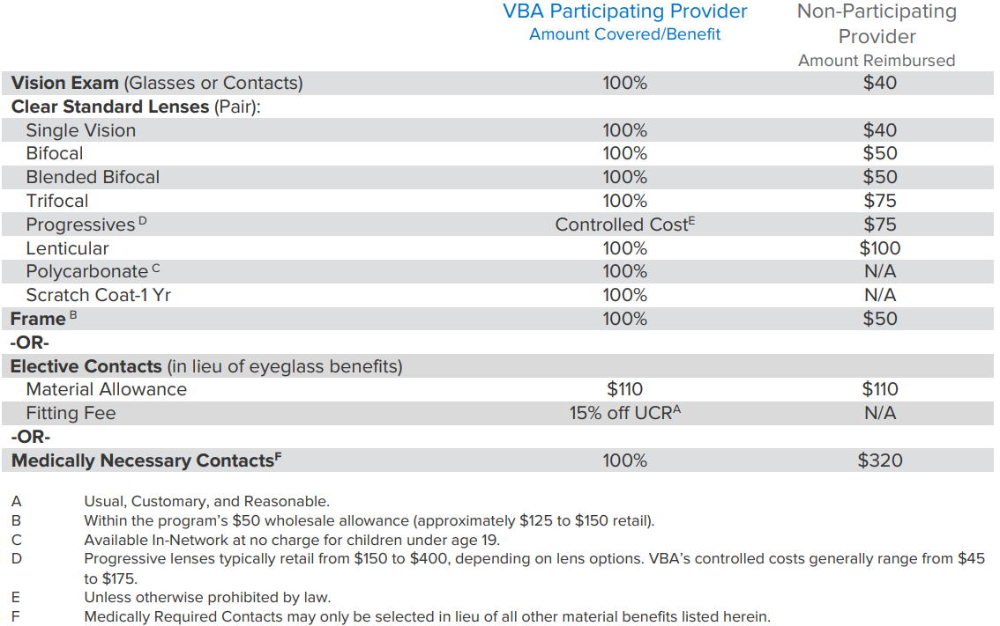 VBA Participating Provider Non-Participating
Amount Covered/Benefit Provider
Amount Reimbursed
Vision Exam (Glasses or Contacts) 100% $40
Clear Standard Lenses (Pair):
Single Vision 100% $40
Bifocal 100% $50
Blended Bifocal 100% $50
Trifocal 100% $75
Progressives D Controlled CostE $75
Lenticular 100% $100
Polycarbonate C 100% N/A
Scratch Coat-1 Yr 100% N/A
Frame B 100% $50
-OR-
Elective Contacts (in lieu of eyeglass benefits)
Material Allowance $110 $110
Fitting Fee 15% off UCRA N/A
-OR-
Medically Necessary ContactsF 100% $320
A Usual, Customary, and Reasonable.
B Within the program’s $50 wholesale allowance (approximately $125 to $150 retail).
C Available In-Network at no charge for children under age 19.
D Progressive lenses typically retail from $150 to $400, depending on lens options. VBA’s controlled costs generally range from $45
to $175.
E Unless otherwise prohibited by law.
F Medically Required Contacts may only be selected in lieu of all other material benefits listed herein.